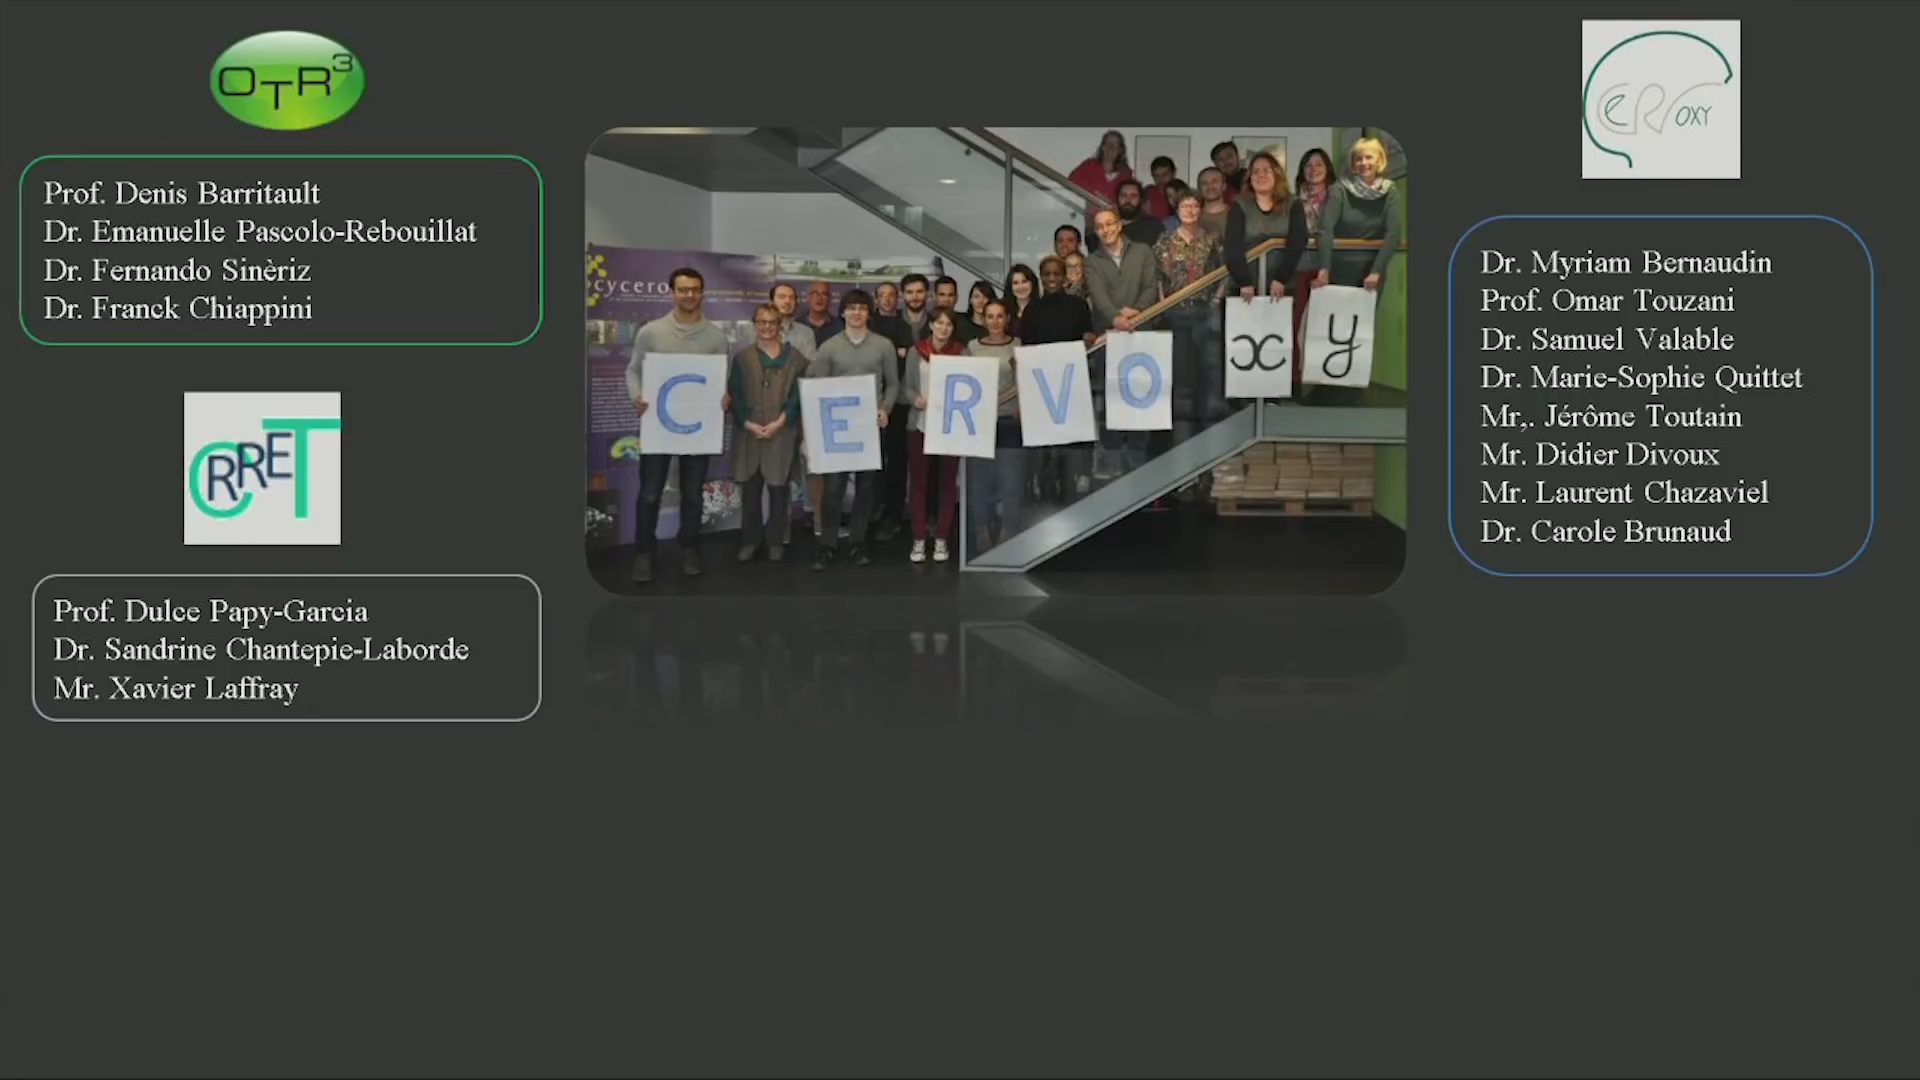 OTR3
Prof. Denis Barritault
Dr. Emanuelle Pascolo-Rebouillat
Dr. Fernando Sinèriz
Dr. Franck Chiappini
CRRET
Prof. Dulce Papy-Garcia
Dr. Sandrine Chantepie-Laborde
Mr. Xavier Laffray
cycero
C E R V O x y
CERVOXY
Dr. Myriam Bernaudin
Prof. Omar Touzani
Dr. Samuel Valable
Dr. Marie-Sophie Quittet
Mr,. Jérôme Toutain
Mr. Didier Divoux
Mr. Laurent Chazaviel
Dr. Carole Brunaud